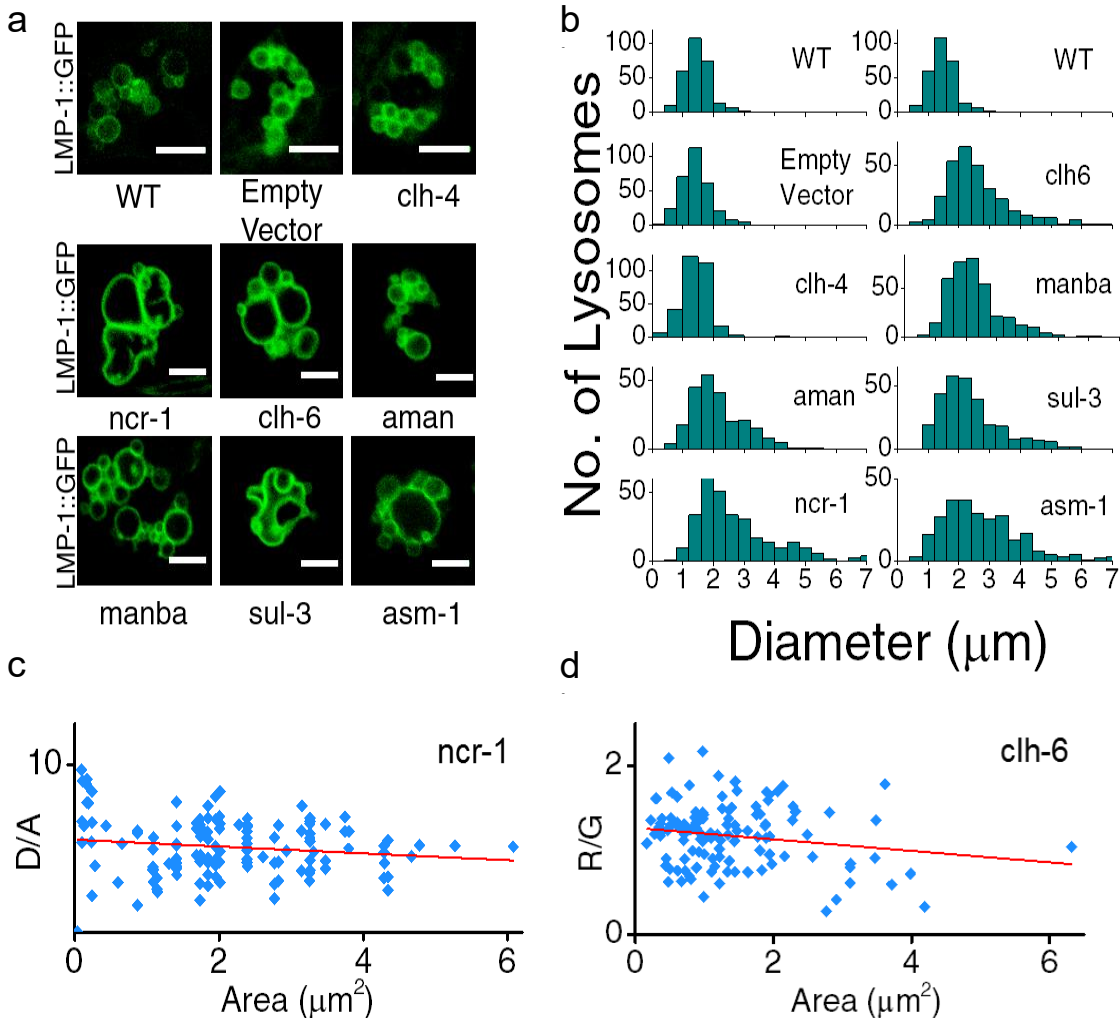 a
LMP-1::GFP
WT
Empty
Vector
clh-4
LMP-1::GFP
ncr-1
clh-6
aman
LMP-1::GFP
manba
sul-3
asm-1
b
No. of Lysosomes
100
50
0
WT
100
50
0
Empty
Vector
100
50
0
clh-4
50
0
aman
50
0
ncr-1
0 1 2 3 4 5 6 7
100
50
0
WT
50
0
clh6
50
0
manba
50
0
sul-3
50
0
asm-1
0 1 2 3 4 5 6 7
Diameter (μm)
c
D/A
10
ncr-1
0 2 4 6
Area (μm²)
d
R/G
2
0
clh-6
0 2 4 6
Area (μm²)